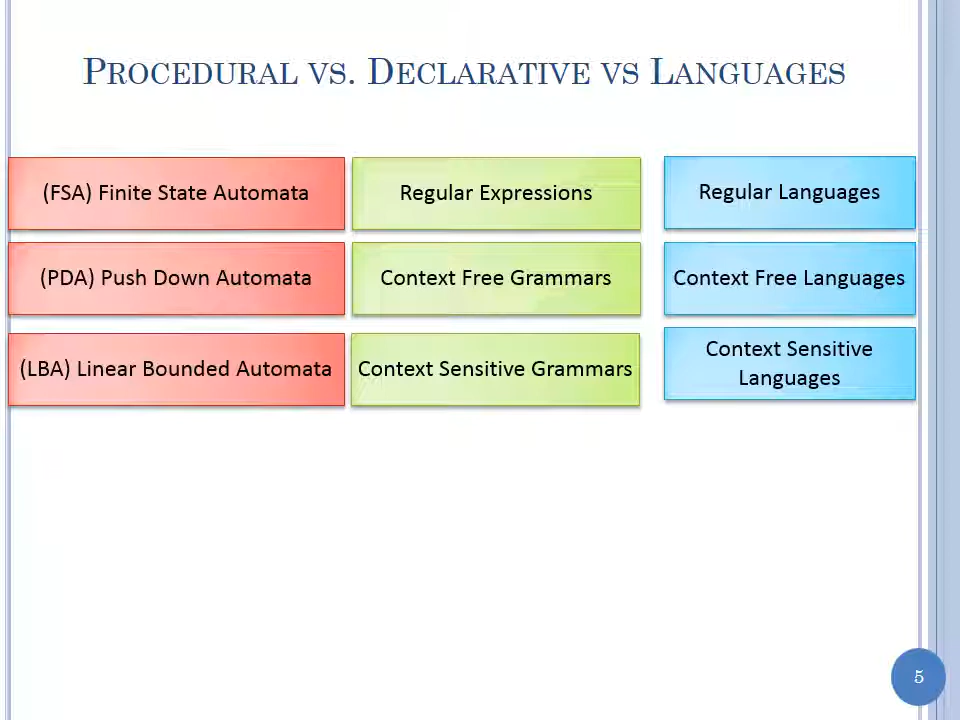 PROCEDURAL VS. DECLARATIVE VS LANGUAGES
(FSA) Finite State Automata
Regular Expressions
Regular Languages
(PDA) Push Down Automata
Context Free Grammars
Context Free Languages
(LBA) Linear Bounded Automata
Context Sensitive Grammars
Context Sensitive
Languages
5